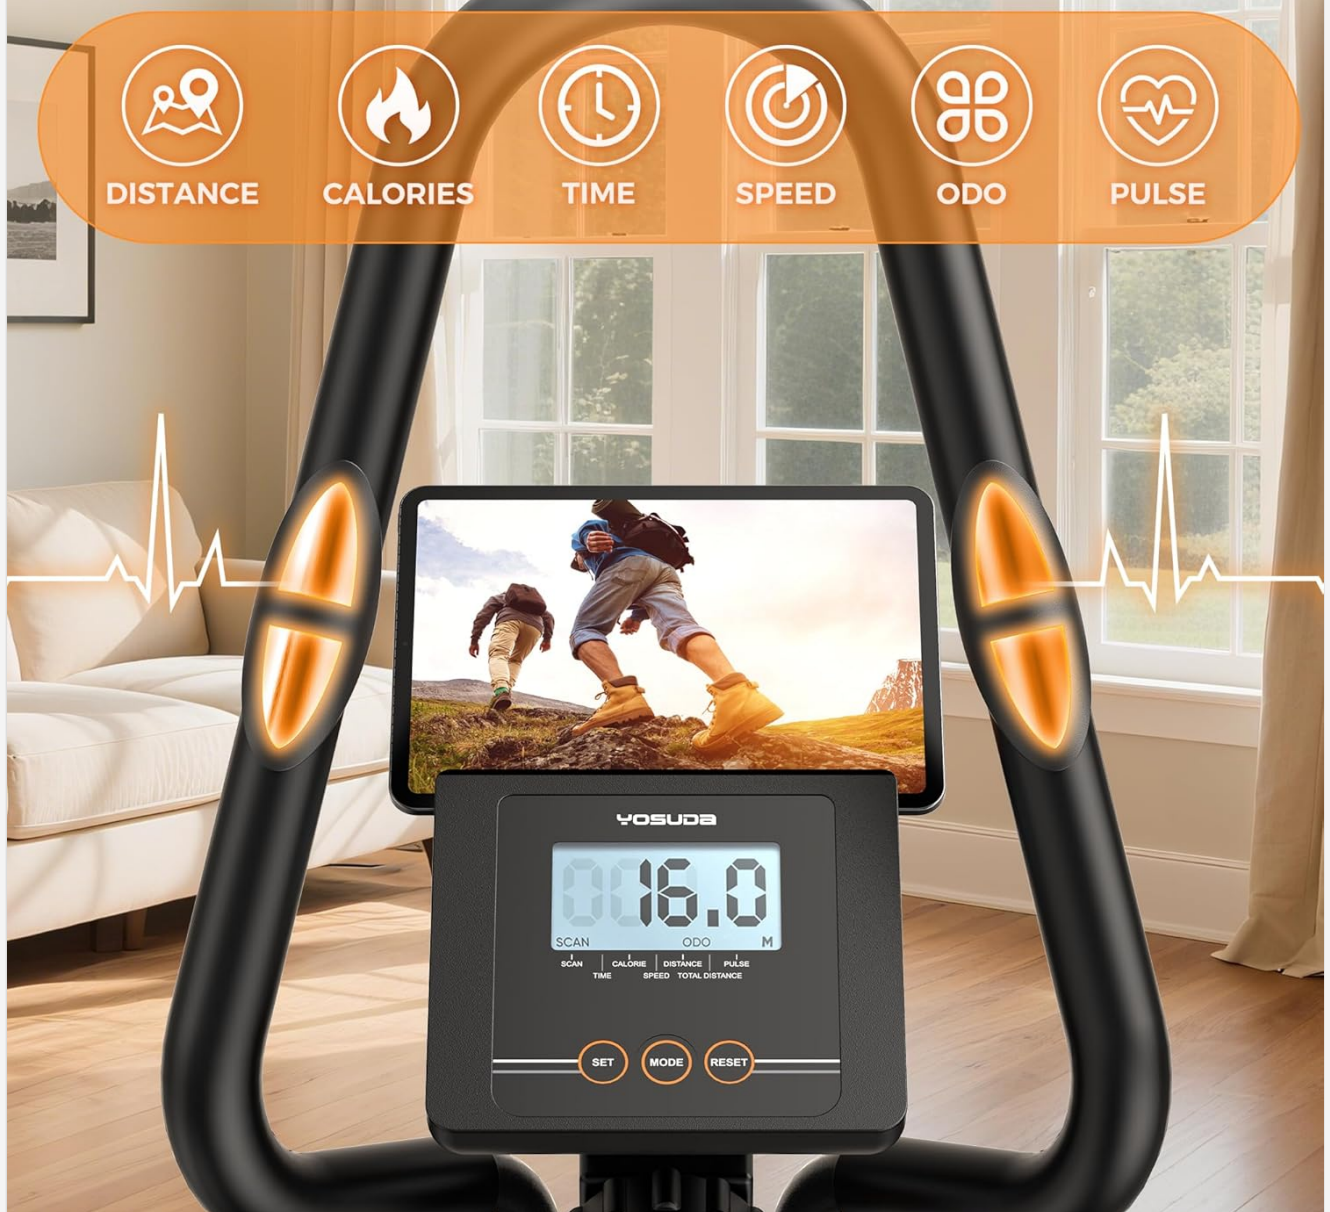 DISTANCE CALORIES TIME SPEED ODO PULSE
YOSUDA
16.0
SCAN ODO M
SCAN CALORIE DISTANCE PULSE
TIME SPEED TOTAL DISTANCE
SET MODE RESET